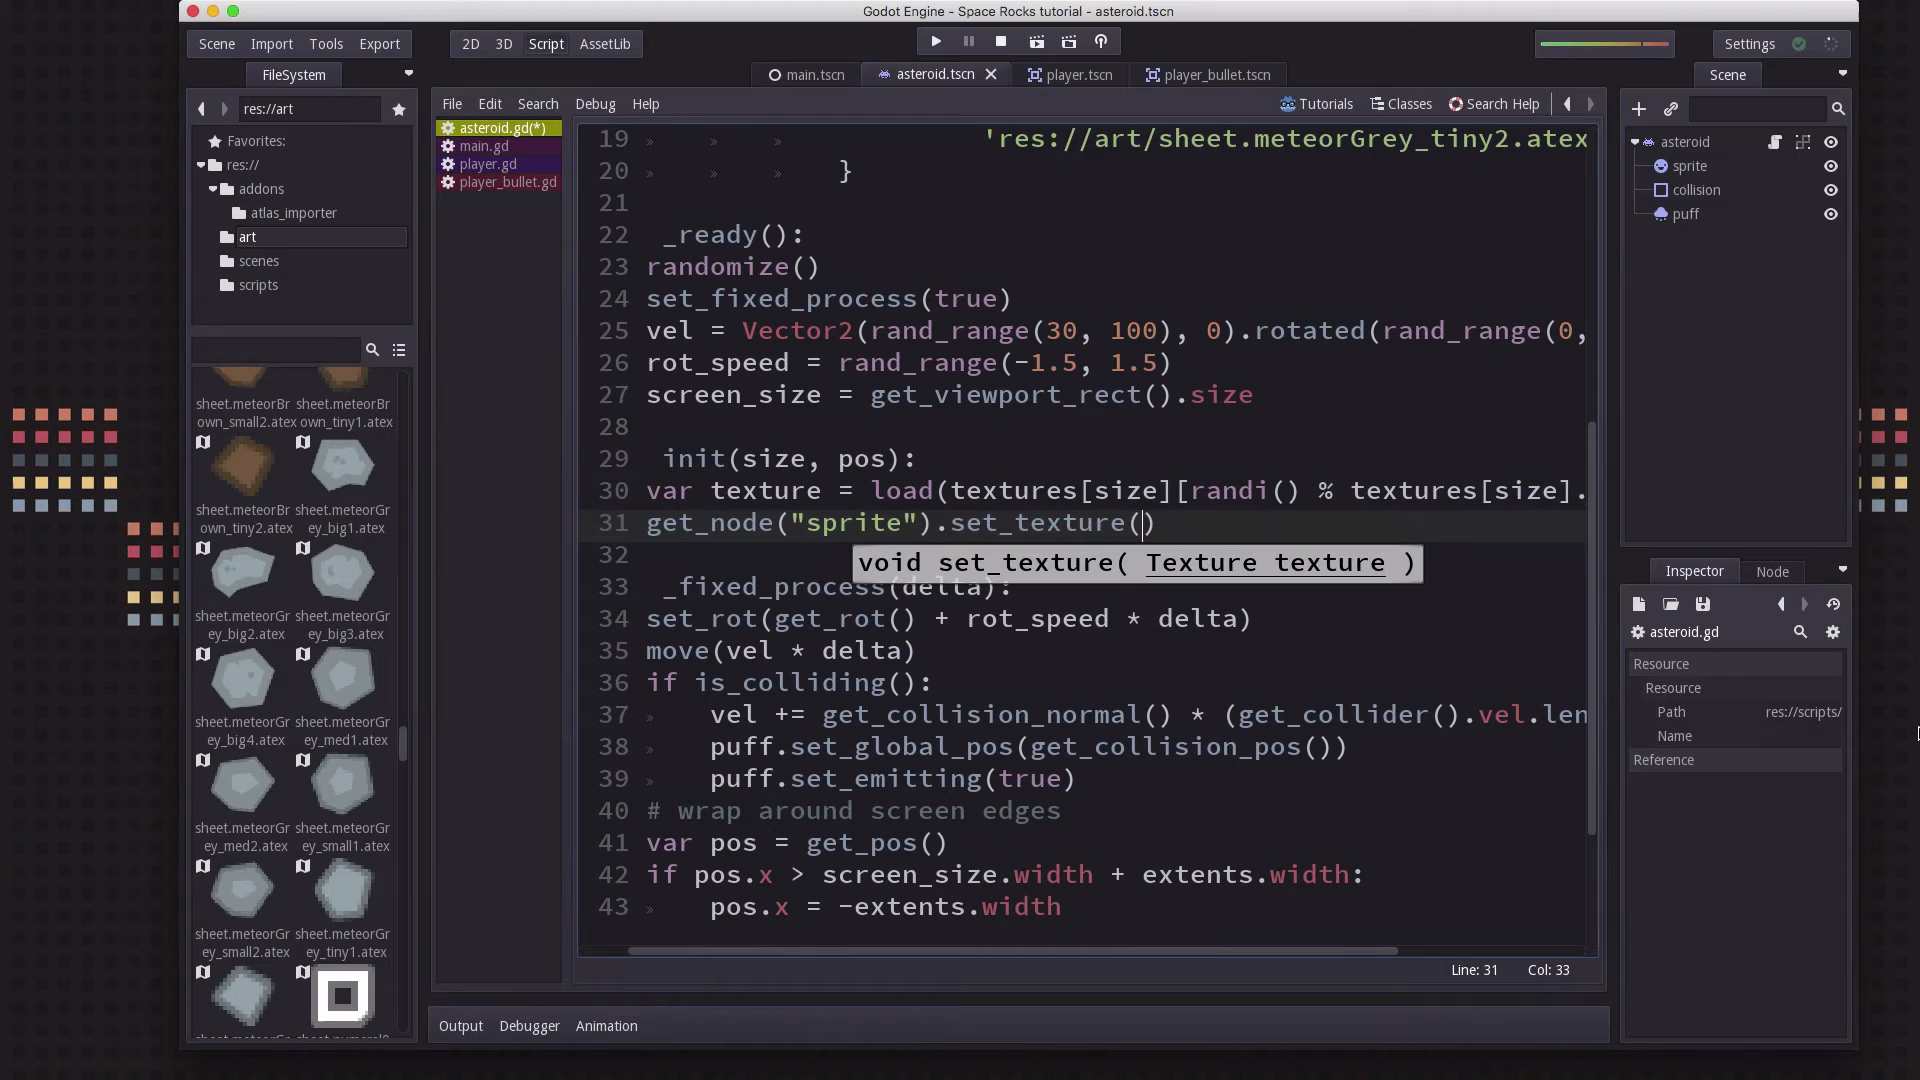 Godot Engine - Space Rocks tutorial - asteroid.tscn
Scene Import Tools Export
2D 3D Script AssetLib
Settings
FileSystem
main.tscn asteroid.tscn player.tscn player_bullet.tscn
Scene
res://art
File Edit Search Debug Help
Tutorials Classes Search Help
Favorites:
res://
addons
atlas_importer
art
scenes
scripts
asteroid.gd(*)
main.gd
player.gd
player_bullet.gd
19 'res://art/sheet.meteorGrey_tiny2.atex
20 }
21
22 _ready():
23 randomize()
24 set_fixed_process(true)
25 vel = Vector2(rand_range(30, 100), 0).rotated(rand_range(0,
26 rot_speed = rand_range(-1.5, 1.5)
27 screen_size = get_viewport_rect().size
28
29 init(size, pos):
30 var texture = load(textures[size][randi() % textures[size].
31 get_node("sprite").set_texture()
32
void set_texture( Texture texture )
33 _fixed_process(delta):
34 set_rot(get_rot() + rot_speed * delta)
35 move(vel * delta)
36 if is_colliding():
37 vel += get_collision_normal() * (get_collider().vel.len
38 puff.set_global_pos(get_collision_pos())
39 puff.set_emitting(true)
40 # wrap around screen edges
41 var pos = get_pos()
42 if pos.x > screen_size.width + extents.width:
43 pos.x = -extents.width
Line: 31 Col: 33
sheet.meteorBr sheet.meteorBr
own_small2.atex own_tiny1.atex
sheet.meteorBr sheet.meteorGr
own_tiny2.atex ey_big1.atex
sheet.meteorGr sheet.meteorGr
ey_big2.atex ey_big3.atex
sheet.meteorGr sheet.meteorGr
ey_big4.atex ey_med1.atex
sheet.meteorGr sheet.meteorGr
ey_med2.atex ey_small1.atex
sheet.meteorGr sheet.meteorGr
ey_small2.atex ey_tiny1.atex
Output Debugger Animation
asteroid
sprite
collision
puff
Inspector Node
asteroid.gd
Resource
Resource
Path res://scripts/
Name
Reference